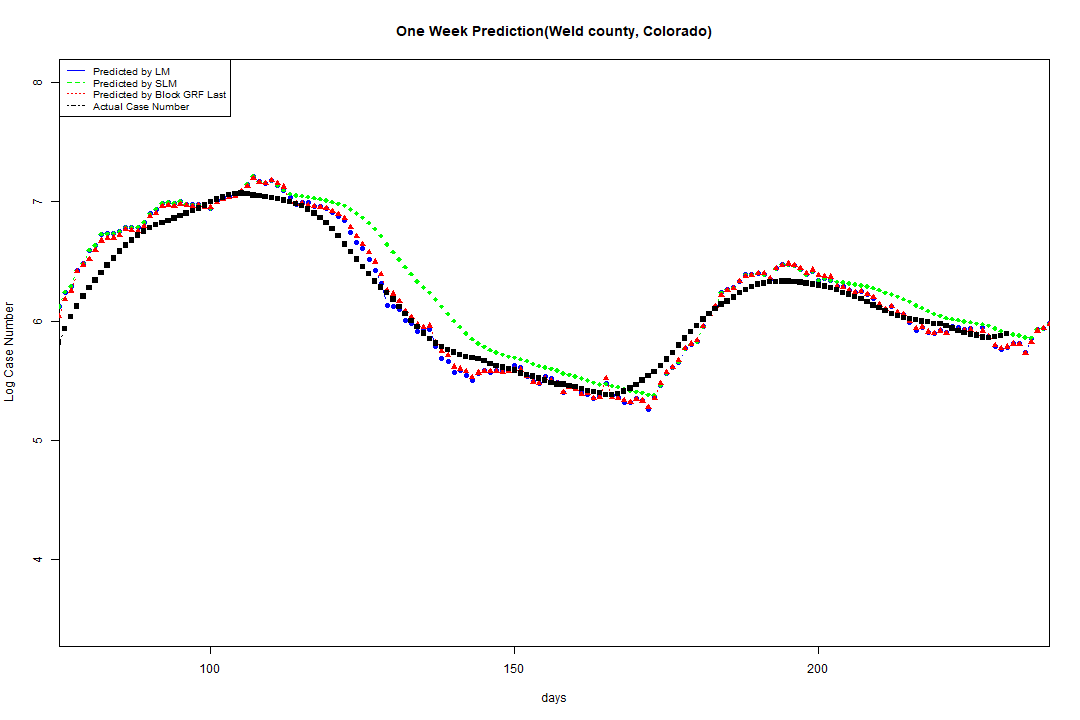 One Week Prediction(Weld county, Colorado)
Predicted by LM
Predicted by SLM
Predicted by Block GRF Last
Actual Case Number
8
7
6
5
4
Log Case Number
100 150 200
days